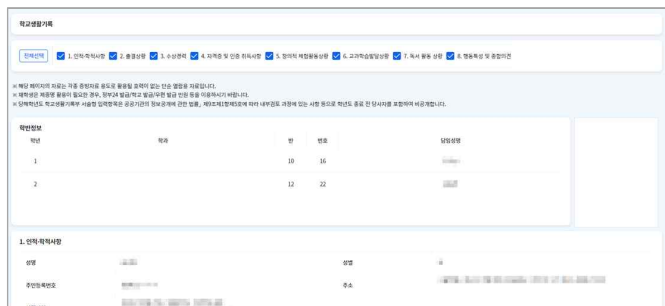 학교생활기록
전체선택 1. 인적·학적사항 2. 출결상황 3. 수상경력 4. 자격증 및 인증 취득사항 5. 창의적 체험활동상황 6. 교과학습발달상황 7. 독서 활동 상황 8. 행동특성 및 종합의견
※ 해당 페이지의 자료는 각종 증빙자료 용도로 활용될 효력이 없는 단순 열람용 자료입니다.
※ 재학생은 제증명 활용이 필요한 경우, 정부24 발급/학교 발급/무인 발급 민원 등을 이용하시기 바랍니다.
※ 당해학년도 학교생활기록부 서술형 입력항목은 공공기관의 정보공개에 관한 법률, 제9조제1항제5호에 따라 내부검토 과정에 있는 사항 등으로 학년도 종료 전 당사자를 포함하여 비공개합니다.
학반정보
학년 학과 반 번호 담임성명
1 10 16
2 12 22
1. 인적·학적사항
성명 성별
주민등록번호 주소